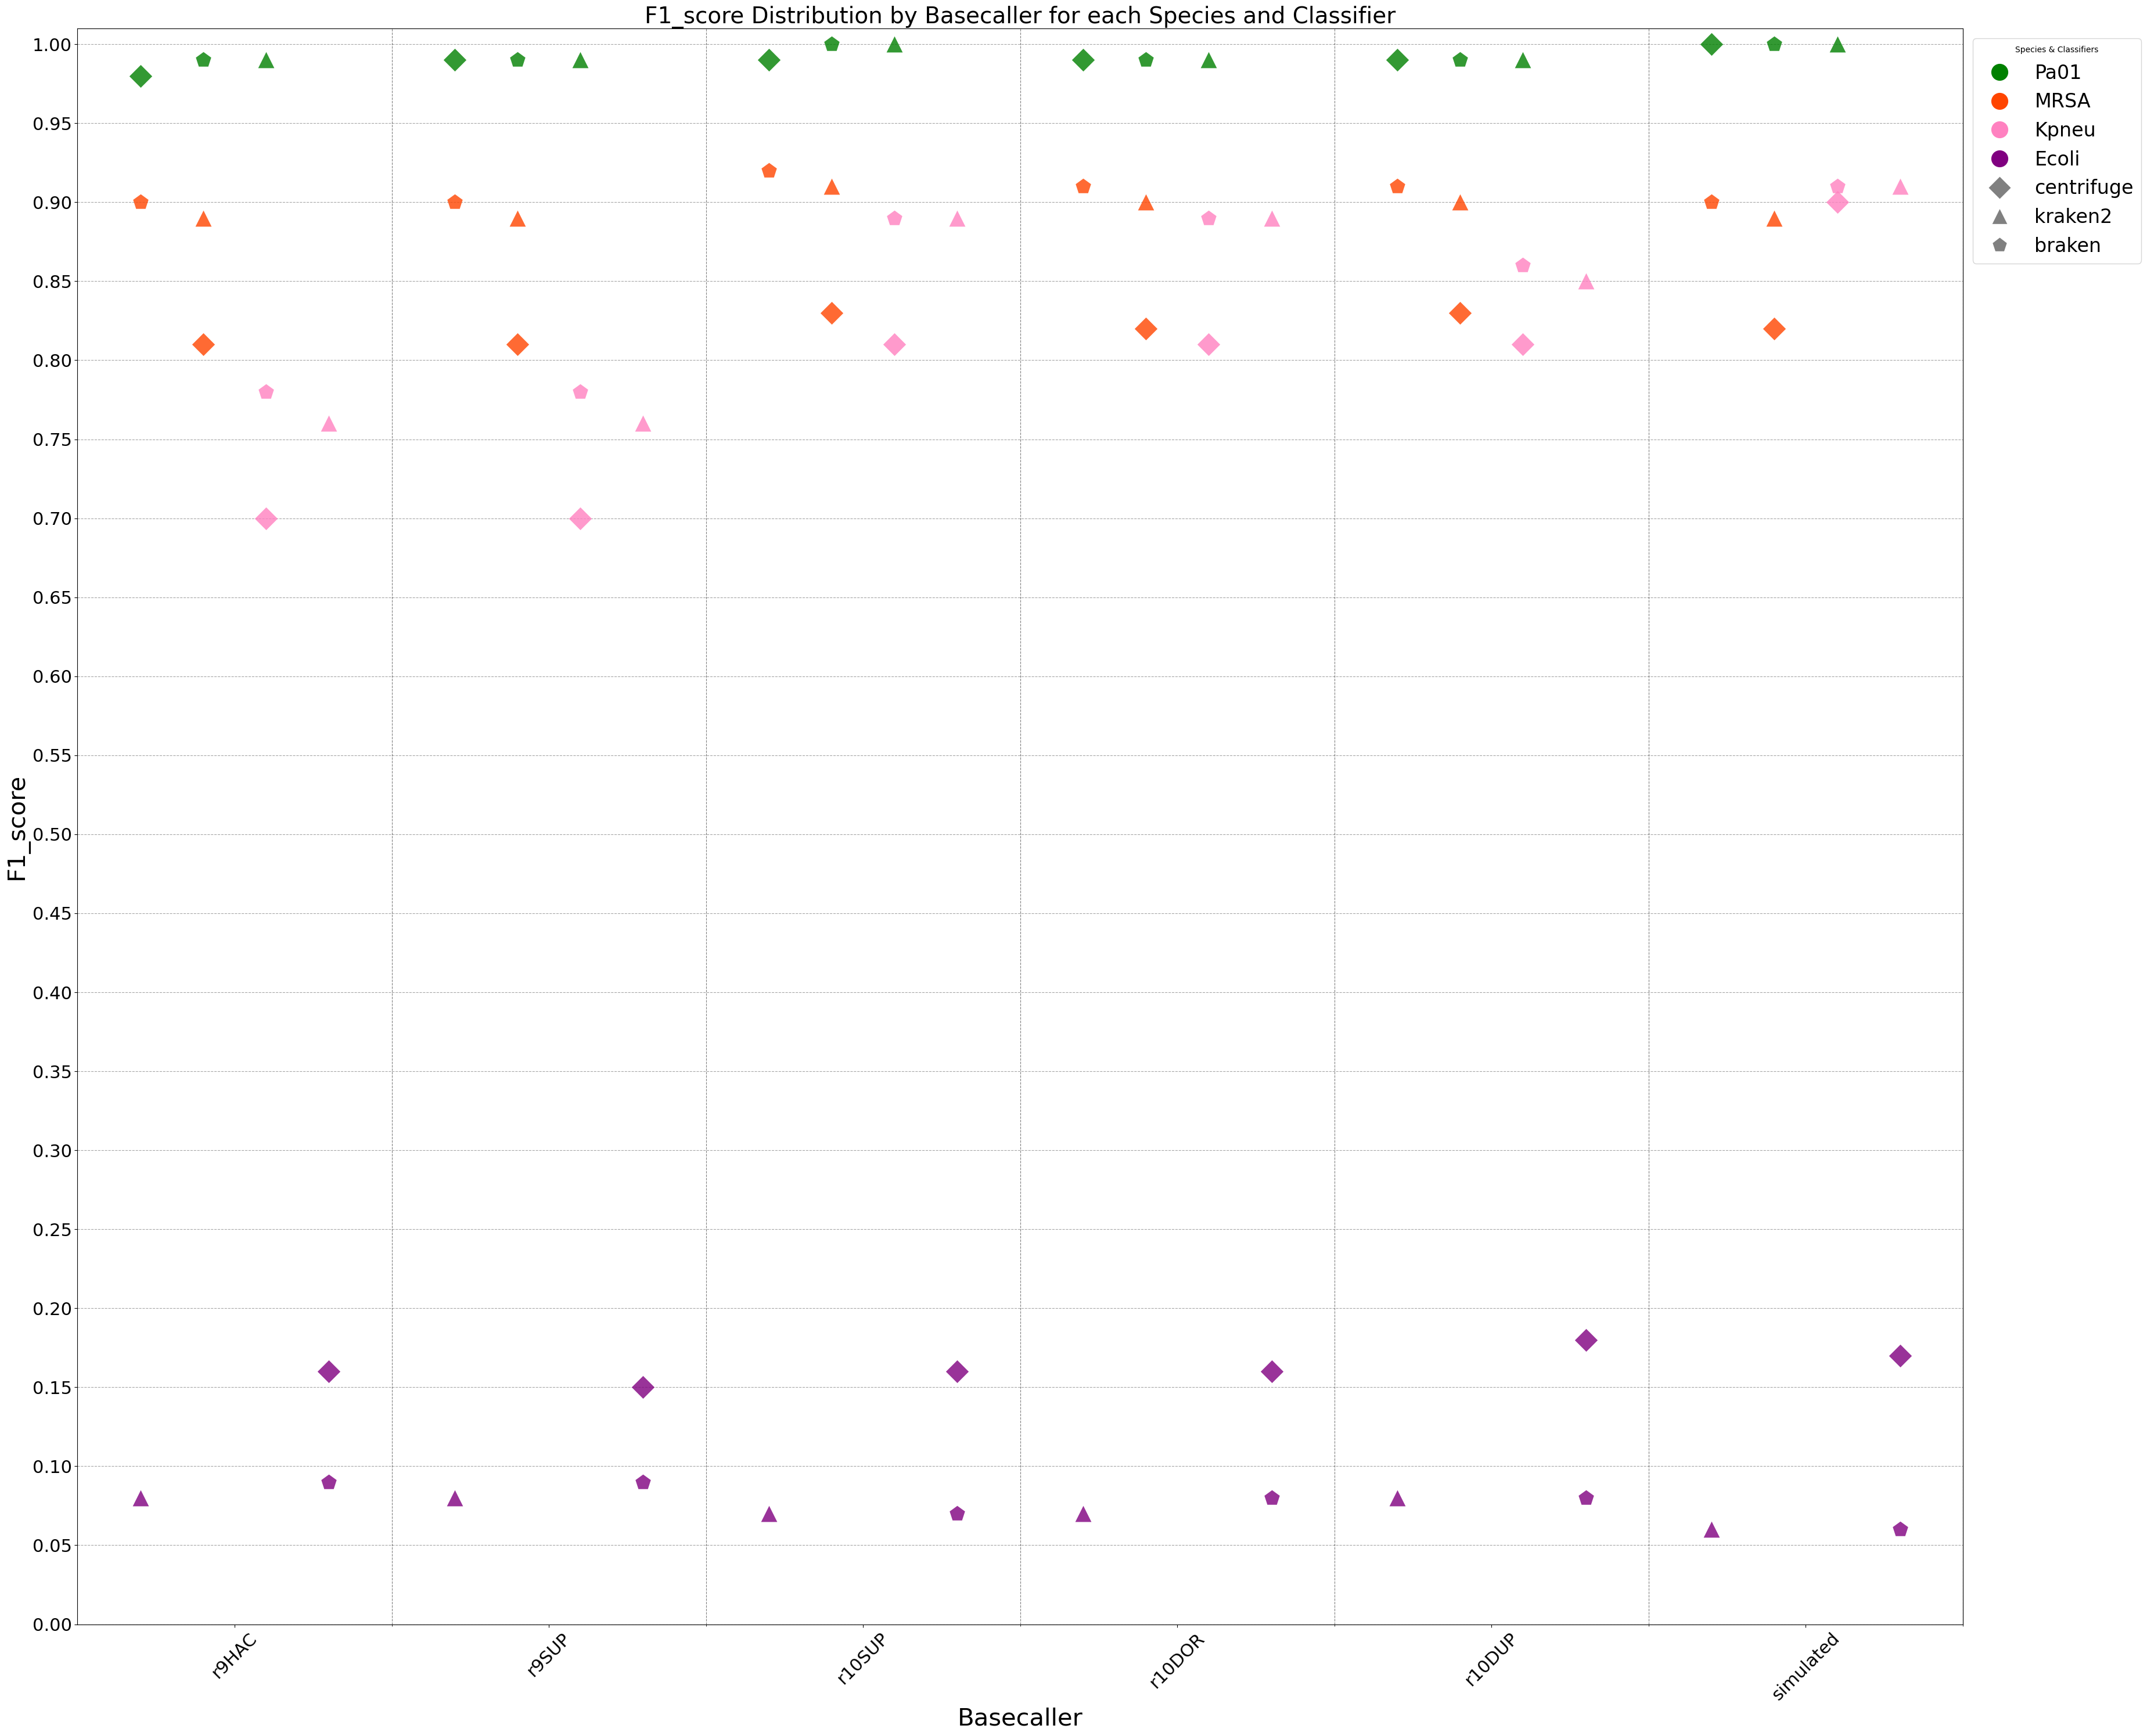 F1_score Distribution by Basecaller for each Species and Classifier
F1_score
1.00
0.95
0.90
0.85
0.80
0.75
0.70
0.65
0.60
0.55
0.50
0.45
0.40
0.35
0.30
0.25
0.20
0.15
0.10
0.05
0.00
r9HAC
r9SUP
r10SUP
r10DOR
r10DUP
simulated
Basecaller
Species & Classifiers
Pa01
MRSA
Kpneu
Ecoli
centrifuge
kraken2
braken